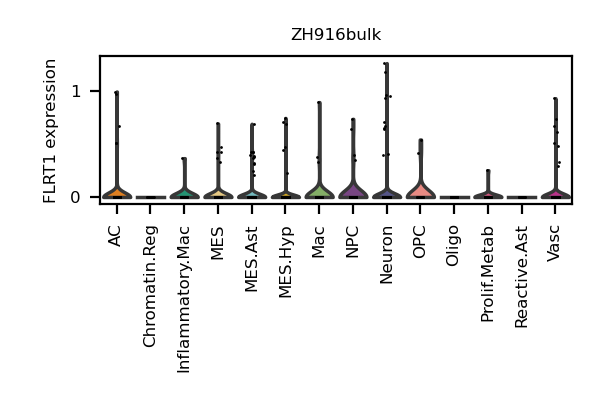 ZH916bulk
FLRT1 expression
1
0
AC
Chromatin.Reg
Inflammatory.Mac
MES
MES.Ast
MES.Hyp
Mac
NPC
Neuron
OPC
Oligo
Prolif.Metab
Reactive.Ast
Vasc